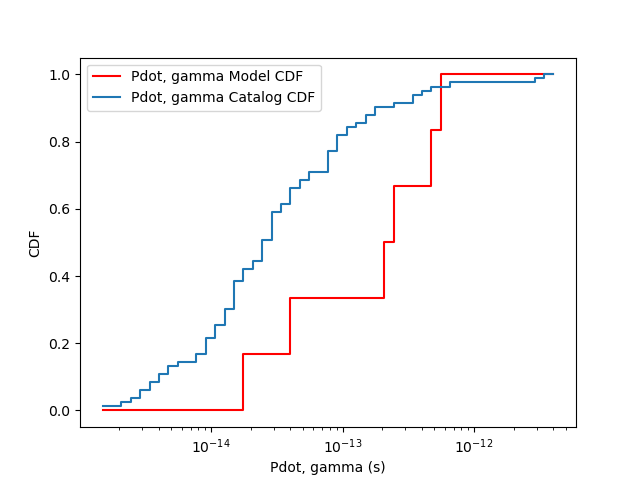 Pdot, gamma Model CDF
Pdot, gamma Catalog CDF
CDF
1.0
0.8
0.6
0.4
0.2
0.0
10⁻¹⁴ 10⁻¹³ 10⁻¹²
Pdot, gamma (s)